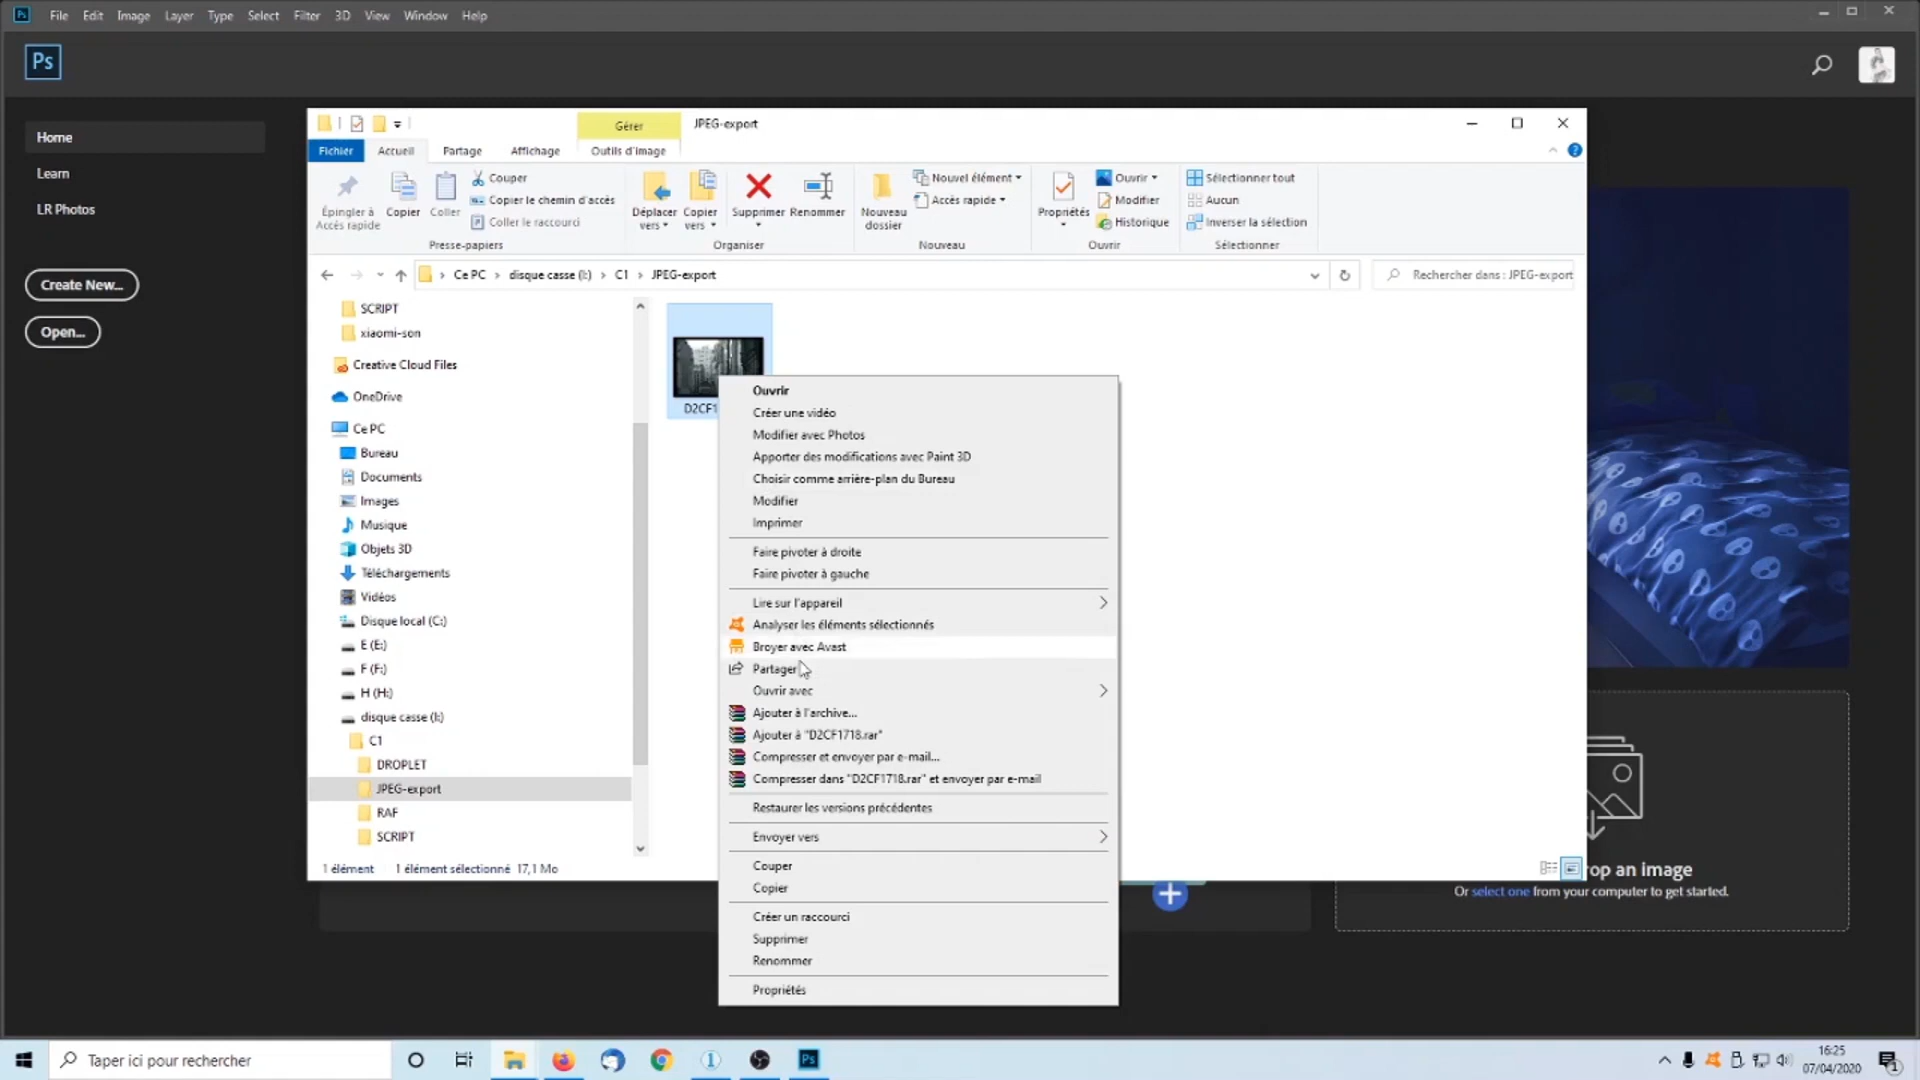 Ps File Edit Image Layer Type Select Filter 3D View Window Help
Ps
Home
Learn
LR Photos
Create New...
Open...
Gérer JPEG-export
Fichier Accueil Partage Affichage Outils d'image
Épingler à Accès rapide
Copier
Coller
Couper
Copier le chemin d'accès
Coller le raccourci
Presse-papiers
Déplacer vers
Copier vers
Supprimer
Renommer
Organiser
Nouveau dossier
Nouvel élément
Accès rapide
Nouveau
Propriétés
Ouvrir
Modifier
Historique
Ouvrir
Sélectionner tout
Aucun
Inverser la sélection
Sélectionner
Ce PC > disque casse (I:) > C1 > JPEG-export
Rechercher dans : JPEG-export
SCRIPT
xiaomi-son
Creative Cloud Files
OneDrive
Ce PC
Bureau
Documents
Images
Musique
Objets 3D
Téléchargements
Vidéos
Disque local (C:)
E (E:)
F (F:)
H (H:)
disque casse (I:)
C1
DROPLET
JPEG-export
RAF
SCRIPT
1 élément 1 élément sélectionné 17,1 Mo
D2CF1
Ouvrir
Créer une vidéo
Modifier avec Photos
Apporter des modifications avec Paint 3D
Choisir comme arrière-plan du Bureau
Modifier
Imprimer
Faire pivoter à droite
Faire pivoter à gauche
Lire sur l'appareil
Analyser les éléments sélectionnés
Broyer avec Avast
Partager
Ouvrir avec
Ajouter à l'archive...
Ajouter à "D2CF1718.rar"
Compresser et envoyer par e-mail...
Compresser dans "D2CF1718.rar" et envoyer par e-mail
Restaurer les versions précédentes
Envoyer vers
Couper
Copier
Créer un raccourci
Supprimer
Renommer
Propriétés
rop an image
Or select one from your computer to get started.
Taper ici pour rechercher
Ps
16:25
07/04/2020
1